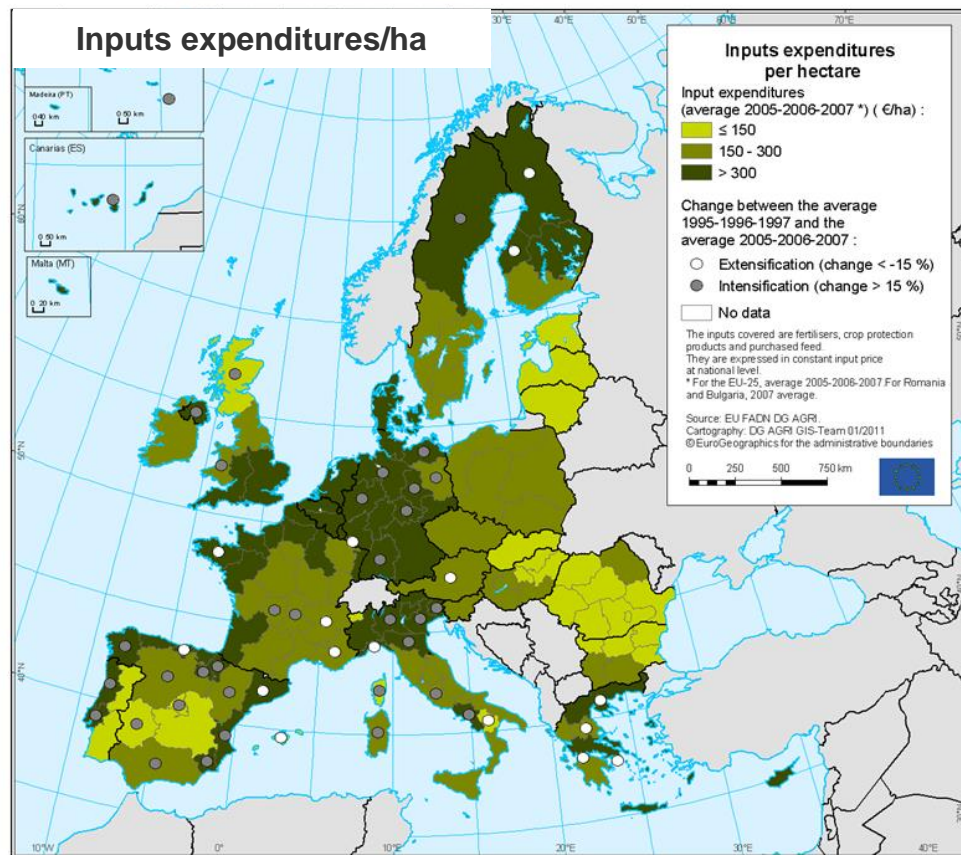 Inputs expenditures/ha
30°E
40°E
45°E
50°E
60°E
70°E
Madeira (PT)
0 40 km
0 50 km
Canarias (ES)
0 50 km
Malta (MT)
0 20 km
60°N
50°N
40°N
10°W
0°
10°E
20°E
30°E
40°E
Inputs expenditures
per hectare
Input expenditures
(average 2005-2006-2007 *) ( €/ha) :
≤ 150
150 - 300
> 300
Change between the average
1995-1996-1997 and the
average 2005-2006-2007 :
Extensification (change < -15 %)
Intensification (change > 15 %)
No data
The inputs covered are fertilisers, crop protection
products and purchased feed.
They are expressed in constant input price
at national level.
* For the EU-25, average 2005-2006-2007.For Romania
and Bulgaria, 2007 average.
Source: EU FADN DG AGRI.
Cartography: DG AGRI GIS-Team 01/2011
© EuroGeographics for the administrative boundaries
0 250 500 750 km